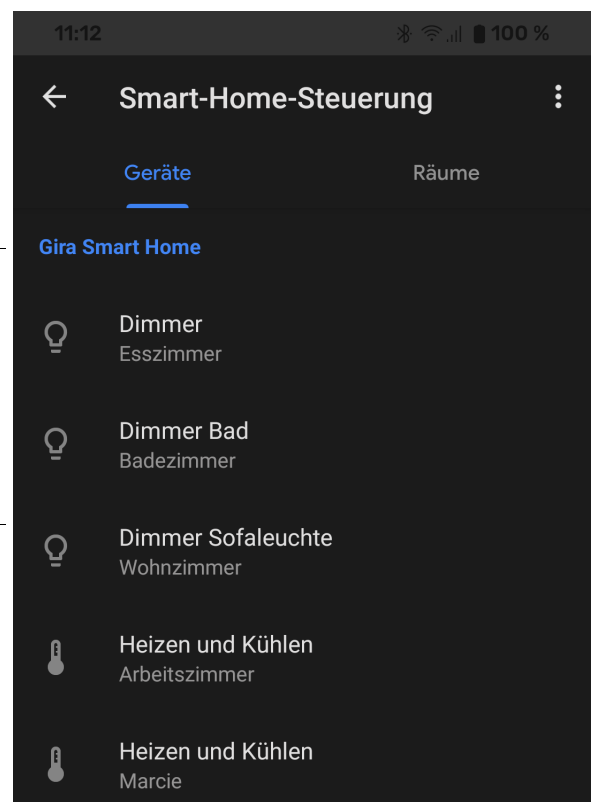 11:12
100 %
Smart-Home-Steuerung
Geräte
Räume
Gira Smart Home
Dimmer
Esszimmer
Dimmer Bad
Badezimmer
Dimmer Sofaleuchte
Wohnzimmer
Heizen und Kühlen
Arbeitszimmer
Heizen und Kühlen
Marcie